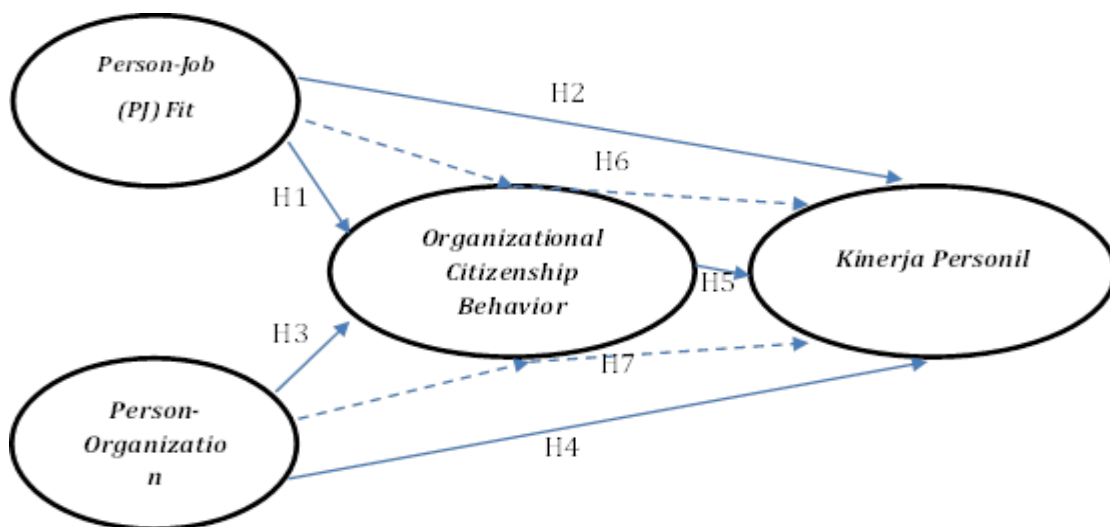 Person-Job
(PJ) Fit
H2
H6
H1
Organizational
Citizenship
Behavior
Kinerja Personil
H5
H3
H7
Person-
Organizatio
n
H4